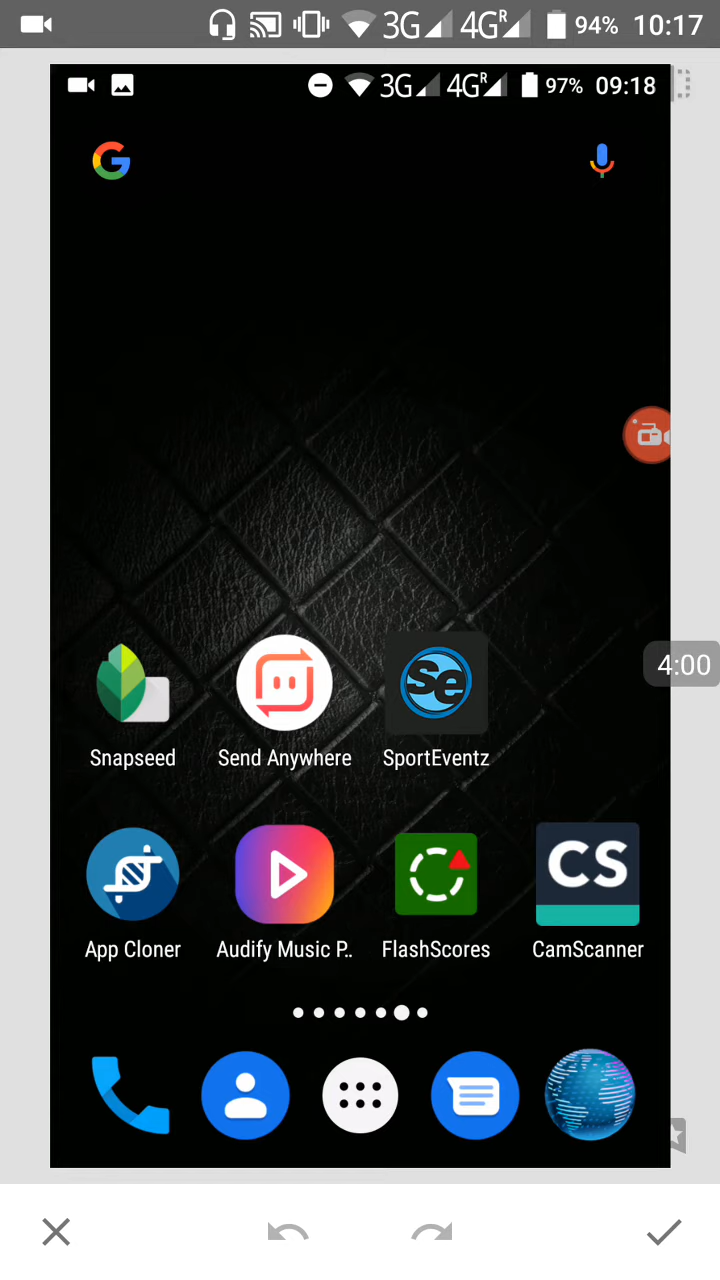 3G 4G R 94% 10:17
3G 4G R 97% 09:18
G
4:00
Se
Snapseed Send Anywhere SportEventz
CS
App Cloner Audify Music P.. FlashScores CamScanner